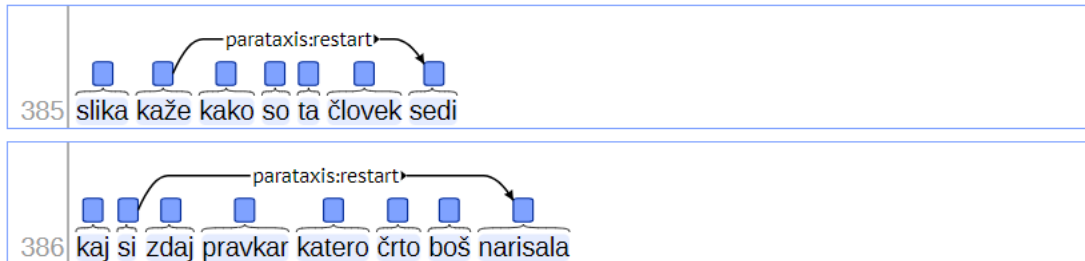 parataxis:restart
385 slika kaže kako so ta človek sedi
parataxis:restart
386 kaj si zdaj pravkar katero črto boš narisala